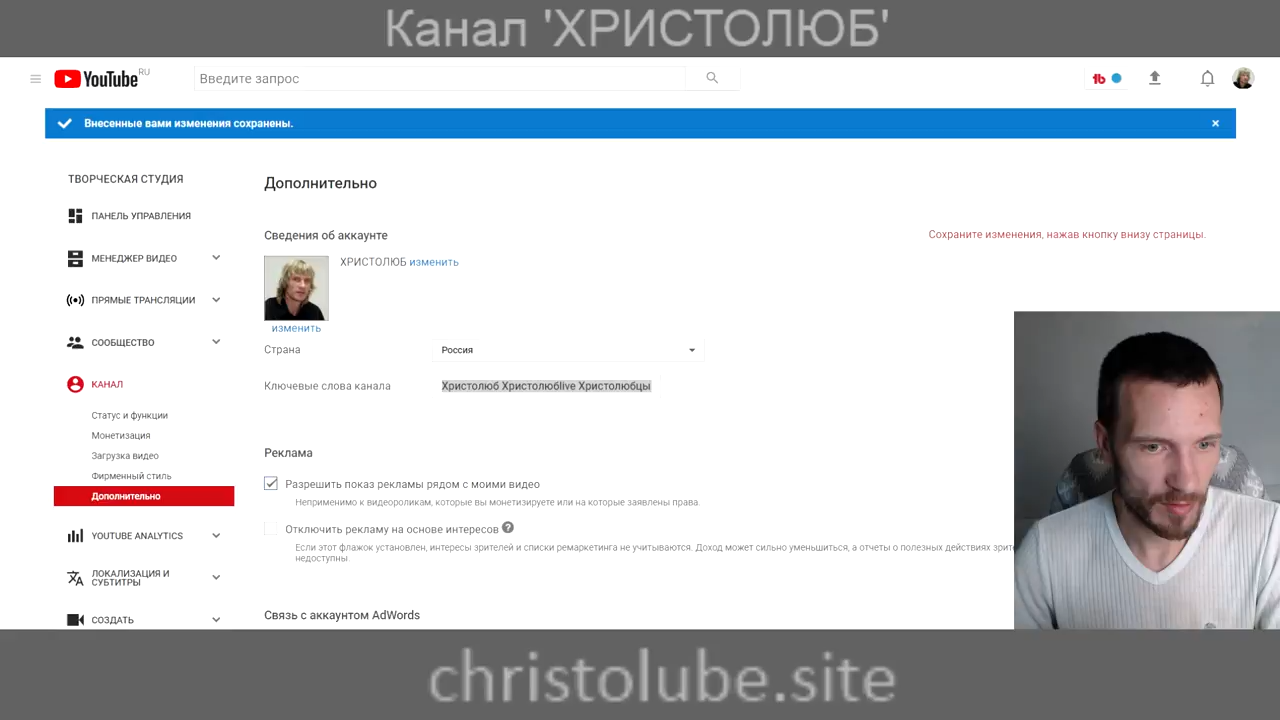 Канал 'ХРИСТОЛЮБ'
YouTube RU
Введите запрос
Внесенные вами изменения сохранены.
ТВОРЧЕСКАЯ СТУДИЯ
ПАНЕЛЬ УПРАВЛЕНИЯ
МЕНЕДЖЕР ВИДЕО
ПРЯМЫЕ ТРАНСЛЯЦИИ
СООБЩЕСТВО
КАНАЛ
Статус и функции
Монетизация
Загрузка видео
Фирменный стиль
Дополнительно
YOUTUBE ANALYTICS
ЛОКАЛИЗАЦИЯ И
СУБТИТРЫ
СОЗДАТЬ
Дополнительно
Сведения об аккаунте
Сохраните изменения, нажав кнопку внизу страницы.
ХРИСТОЛЮБ изменить
изменить
Страна
Россия
Ключевые слова канала
Христолюб Христолюбlive Христолюбцы
Реклама
Разрешить показ рекламы рядом с моими видео
Неприменимо к видеороликам, которые вы монетизируете или на которые заявлены права.
Отключить рекламу на основе интересов
Если этот флажок установлен, интересы зрителей и списки ремаркетинга не учитываются. Доход может сильно уменьшиться, а отчеты о полезных действиях зрит
недоступны.
Связь с аккаунтом AdWords
christolube.site